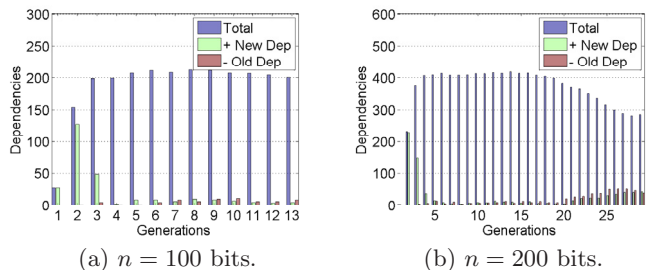 300
250
200
150
100
50
0
Dependencies
Total
+ New Dep
- Old Dep
1 2 3 4 5 6 7 8 9 10 11 12 13
Generations
(a) n = 100 bits.
600
500
400
300
200
100
0
Dependencies
Total
+ New Dep
- Old Dep
5 10 15 20 25
Generations
(b) n = 200 bits.